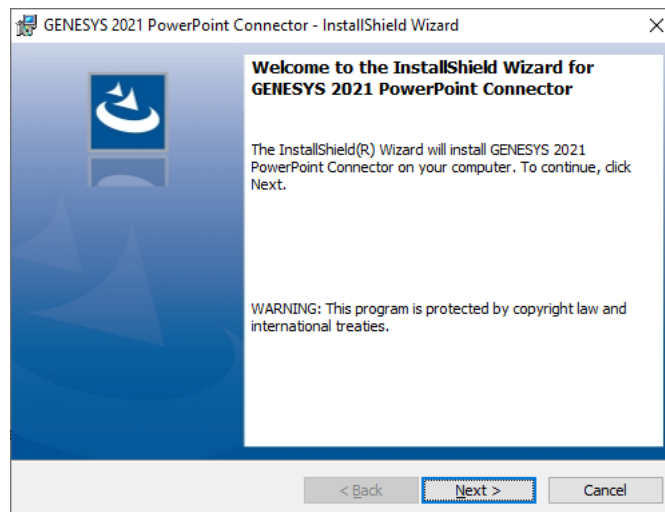 GENESYS 2021 PowerPoint Connector - InstallShield Wizard
Welcome to the InstallShield Wizard for
GENESYS 2021 PowerPoint Connector
The InstallShield(R) Wizard will install GENESYS 2021
PowerPoint Connector on your computer. To continue, click
Next.
WARNING: This program is protected by copyright law and
international treaties.
< Back
Next >
Cancel